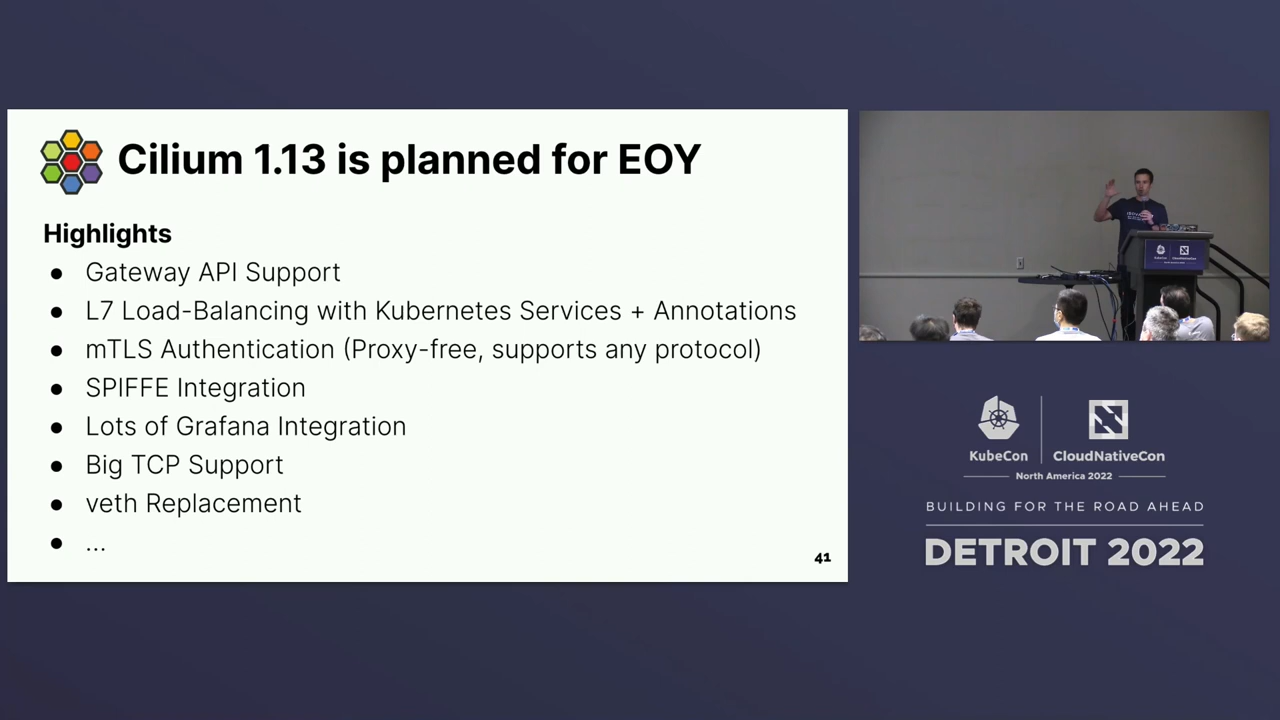 Cilium 1.13 is planned for EOY
Highlights
● Gateway API Support
● L7 Load-Balancing with Kubernetes Services + Annotations
● mTLS Authentication (Proxy-free, supports any protocol)
● SPIFFE Integration
● Lots of Grafana Integration
● Big TCP Support
● veth Replacement
● ...
41
KubeCon
CloudNativeCon
North America 2022
BUILDING FOR THE ROAD AHEAD
DETROIT 2022